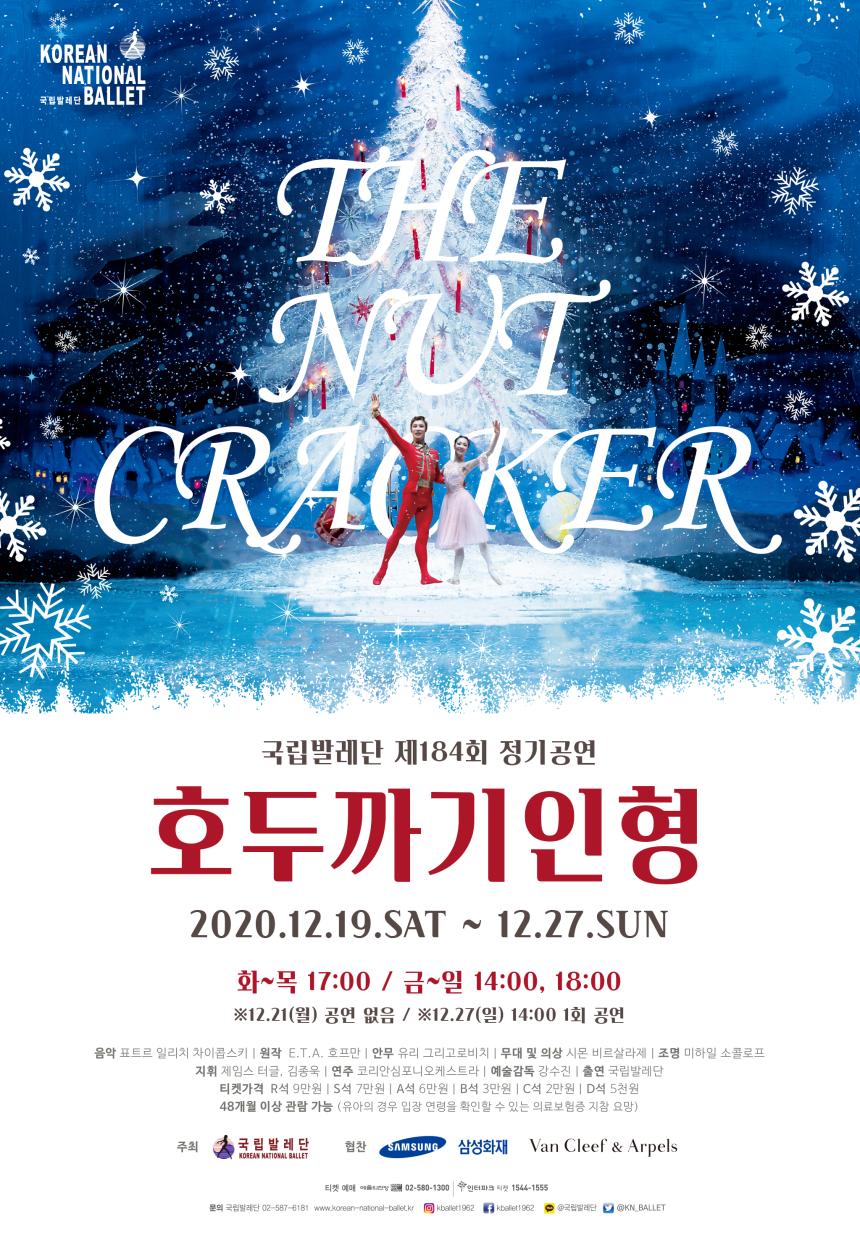 KOREAN
NATIONAL
국립발레단 BALLET
THE
NUT
CRACKER
국립발레단 제184회 정기공연
호두까기인형
2020.12.19.SAT ~ 12.27.SUN
화~목 17:00 / 금~일 14:00, 18:00
※12.21(월) 공연 없음 / ※12.27(일) 14:00 1회 공연
음악 표트르 일리치 차이콥스키 | 원작 E.T.A. 호프만 | 안무 유리 그리고로비치 | 무대 및 의상 시몬 비르살라제 | 조명 미하일 소콜로프
지휘 제임스 터글, 김종욱 | 연주 코리안심포니오케스트라 | 예술감독 강수진 | 출연 국립발레단
티켓가격 R석 9만원 | S석 7만원 | A석 6만원 | B석 3만원 | C석 2만원 | D석 5천원
48개월 이상 관람 가능 (유아의 경우 입장 연령을 확인할 수 있는 의료보험증 지참 요망)
주최 국립발레단 KOREAN NATIONAL BALLET 협찬 SAMSUNG 삼성화재 Van Cleef & Arpels
티켓 예매 02-580-1300 인터파크 티켓 1544-1555
문의 국립발레단 02-587-6181 www.korean-national-ballet.kr kballet1962 kballet1962 @국립발레단 @KN_BALLET